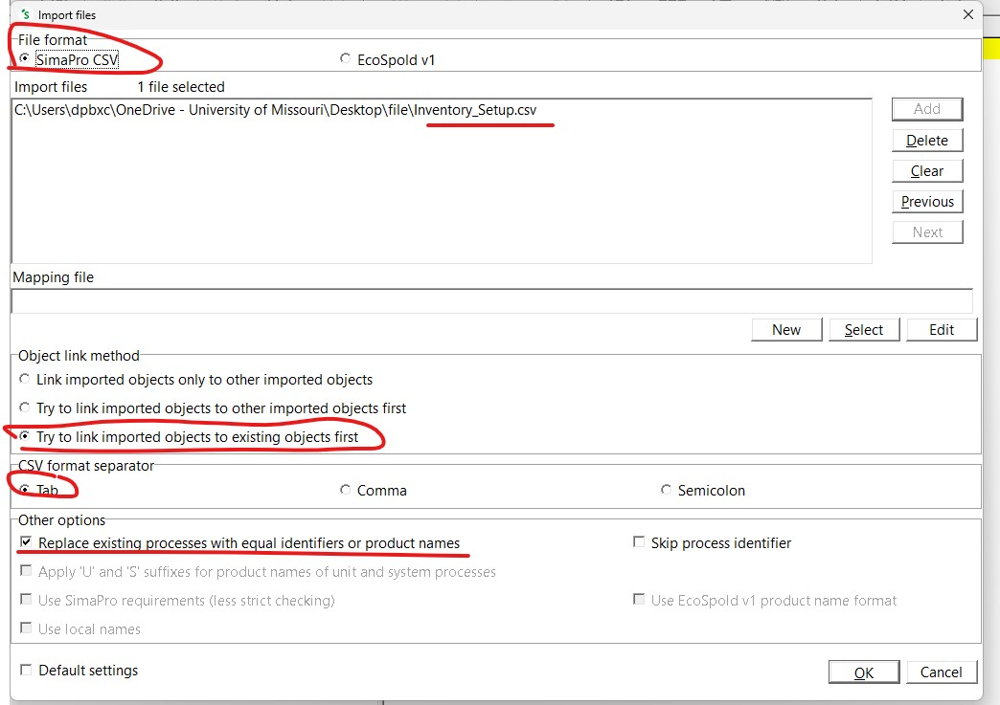 Import files
File format
SimaPro CSV EcoSpold v1
Import files 1 file selected
C:\Users\dpbxc\OneDrive - University of Missouri\Desktop\file\Inventory_Setup.csv
Add
Delete
Clear
Previous
Next
Mapping file
New Select Edit
Object link method
Link imported objects only to other imported objects
Try to link imported objects to other imported objects first
Try to link imported objects to existing objects first
CSV format separator
Tab Comma Semicolon
Other options
Replace existing processes with equal identifiers or product names Skip process identifier
Apply 'U' and 'S' suffixes for product names of unit and system processes
Use SimaPro requirements (less strict checking) Use EcoSpold v1 product name format
Use local names
Default settings OK Cancel